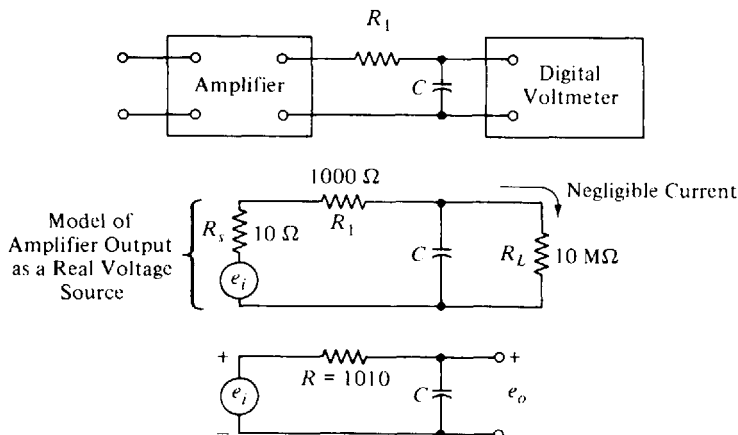 R₁
Amplifier
C
Digital
Voltmeter
1000 Ω
Negligible Current
Model of
Amplifier Output
as a Real Voltage
Source
Rₛ
10 Ω
R₁
C
R_L
10 MΩ
eᵢ
+
+
R = 1010
C
eᵢ
eₒ
−